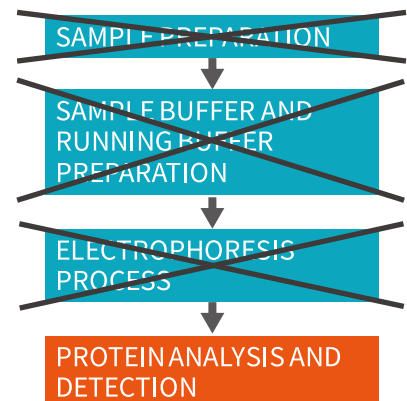 SAMPLE PREPARATION
SAMPLE BUFFER AND
RUNNING BUFFER
PREPARATION
ELECTROPHORESIS
PROCESS
PROTEIN ANALYSIS AND
DETECTION